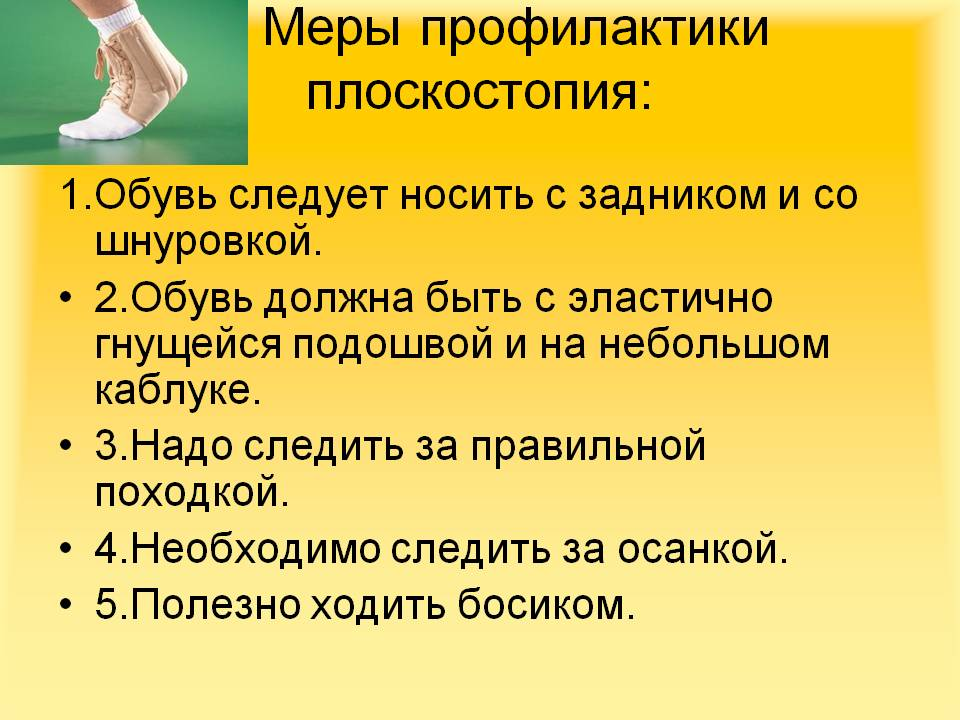 Меры профилактики
плоскостопия:
1.Обувь следует носить с задником и со
шнуровкой.
• 2.Обувь должна быть с эластично
гнущейся подошвой и на небольшом
каблуке.
• 3.Надо следить за правильной
походкой.
• 4.Необходимо следить за осанкой.
• 5.Полезно ходить босиком.